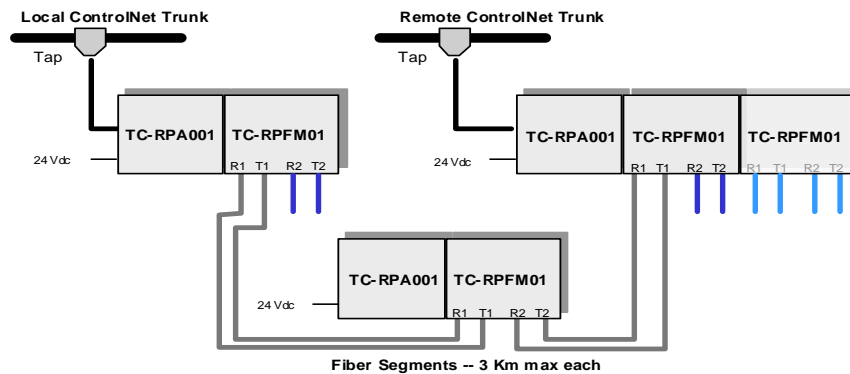 Local ControlNet Trunk
Remote ControlNet Trunk
Tap
Tap
TC-RPA001
TC-RPFM01
TC-RPA001
TC-RPFM01
TC-RPFM01
24 Vdc
R1 T1 R2 T2
24 Vdc
R1 T1 R2 T2
R1 T1 R2 T2
TC-RPA001
TC-RPFM01
24 Vdc
R1 T1 R2 T2
Fiber Segments -- 3 Km max each